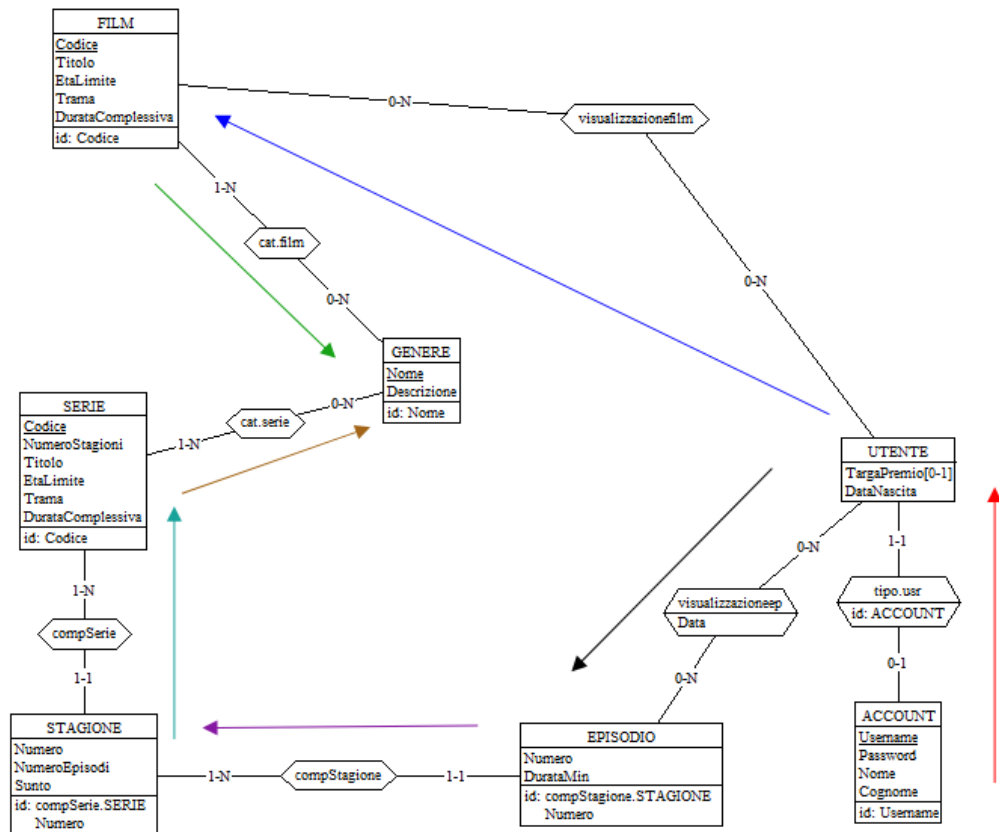 FILM
Codice
Titolo
EtaLimite
Trama
DurataComplessiva
id: Codice
0-N
visualizzazionefilm
0-N
1-N
cat.film
0-N
GENERE
Nome
Descrizione
id: Nome
0-N
cat.serie
1-N
SERIE
Codice
NumeroStagioni
Titolo
EtaLimite
Trama
DurataComplessiva
id: Codice
1-N
compSerie
1-1
STAGIONE
Numero
NumeroEpisodi
Sunto
id: compSerie.SERIE
Numero
1-N
compStagione
1-1
EPISODIO
Numero
DurataMin
id: compStagione.STAGIONE
Numero
0-N
visualizzazioneep
Data
0-N
UTENTE
TargaPremio[0-1]
DataNascita
1-1
tipo.usr
id: ACCOUNT
0-1
ACCOUNT
Username
Password
Nome
Cognome
id: Username